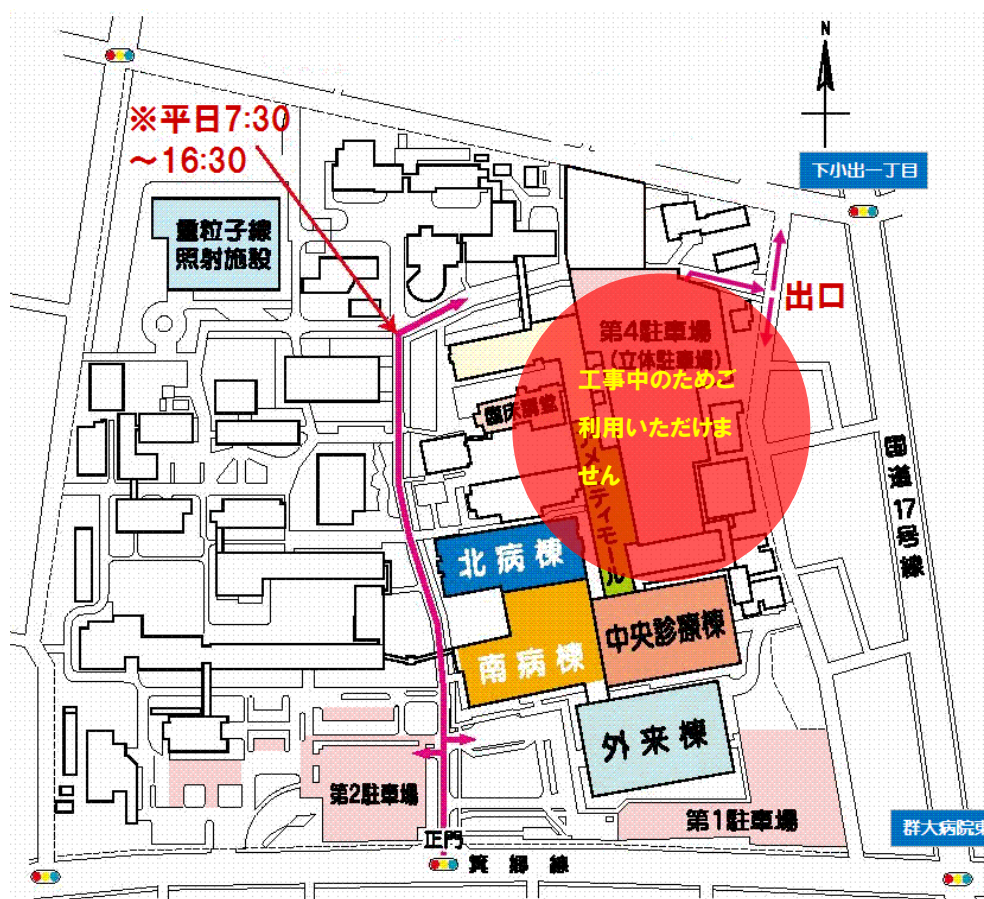 N
※平日7:30
～16:30
下小出一丁目
量粒子線
照射施設
出口
第4駐車場
（立体駐車場）
工事中のためご
利用いただけま
せん
臨床講堂
アメニティモール
国道17号線
北病棟
中央診療棟
南病棟
外来棟
第2駐車場
第1駐車場
群大病院東
正門
箕郷線